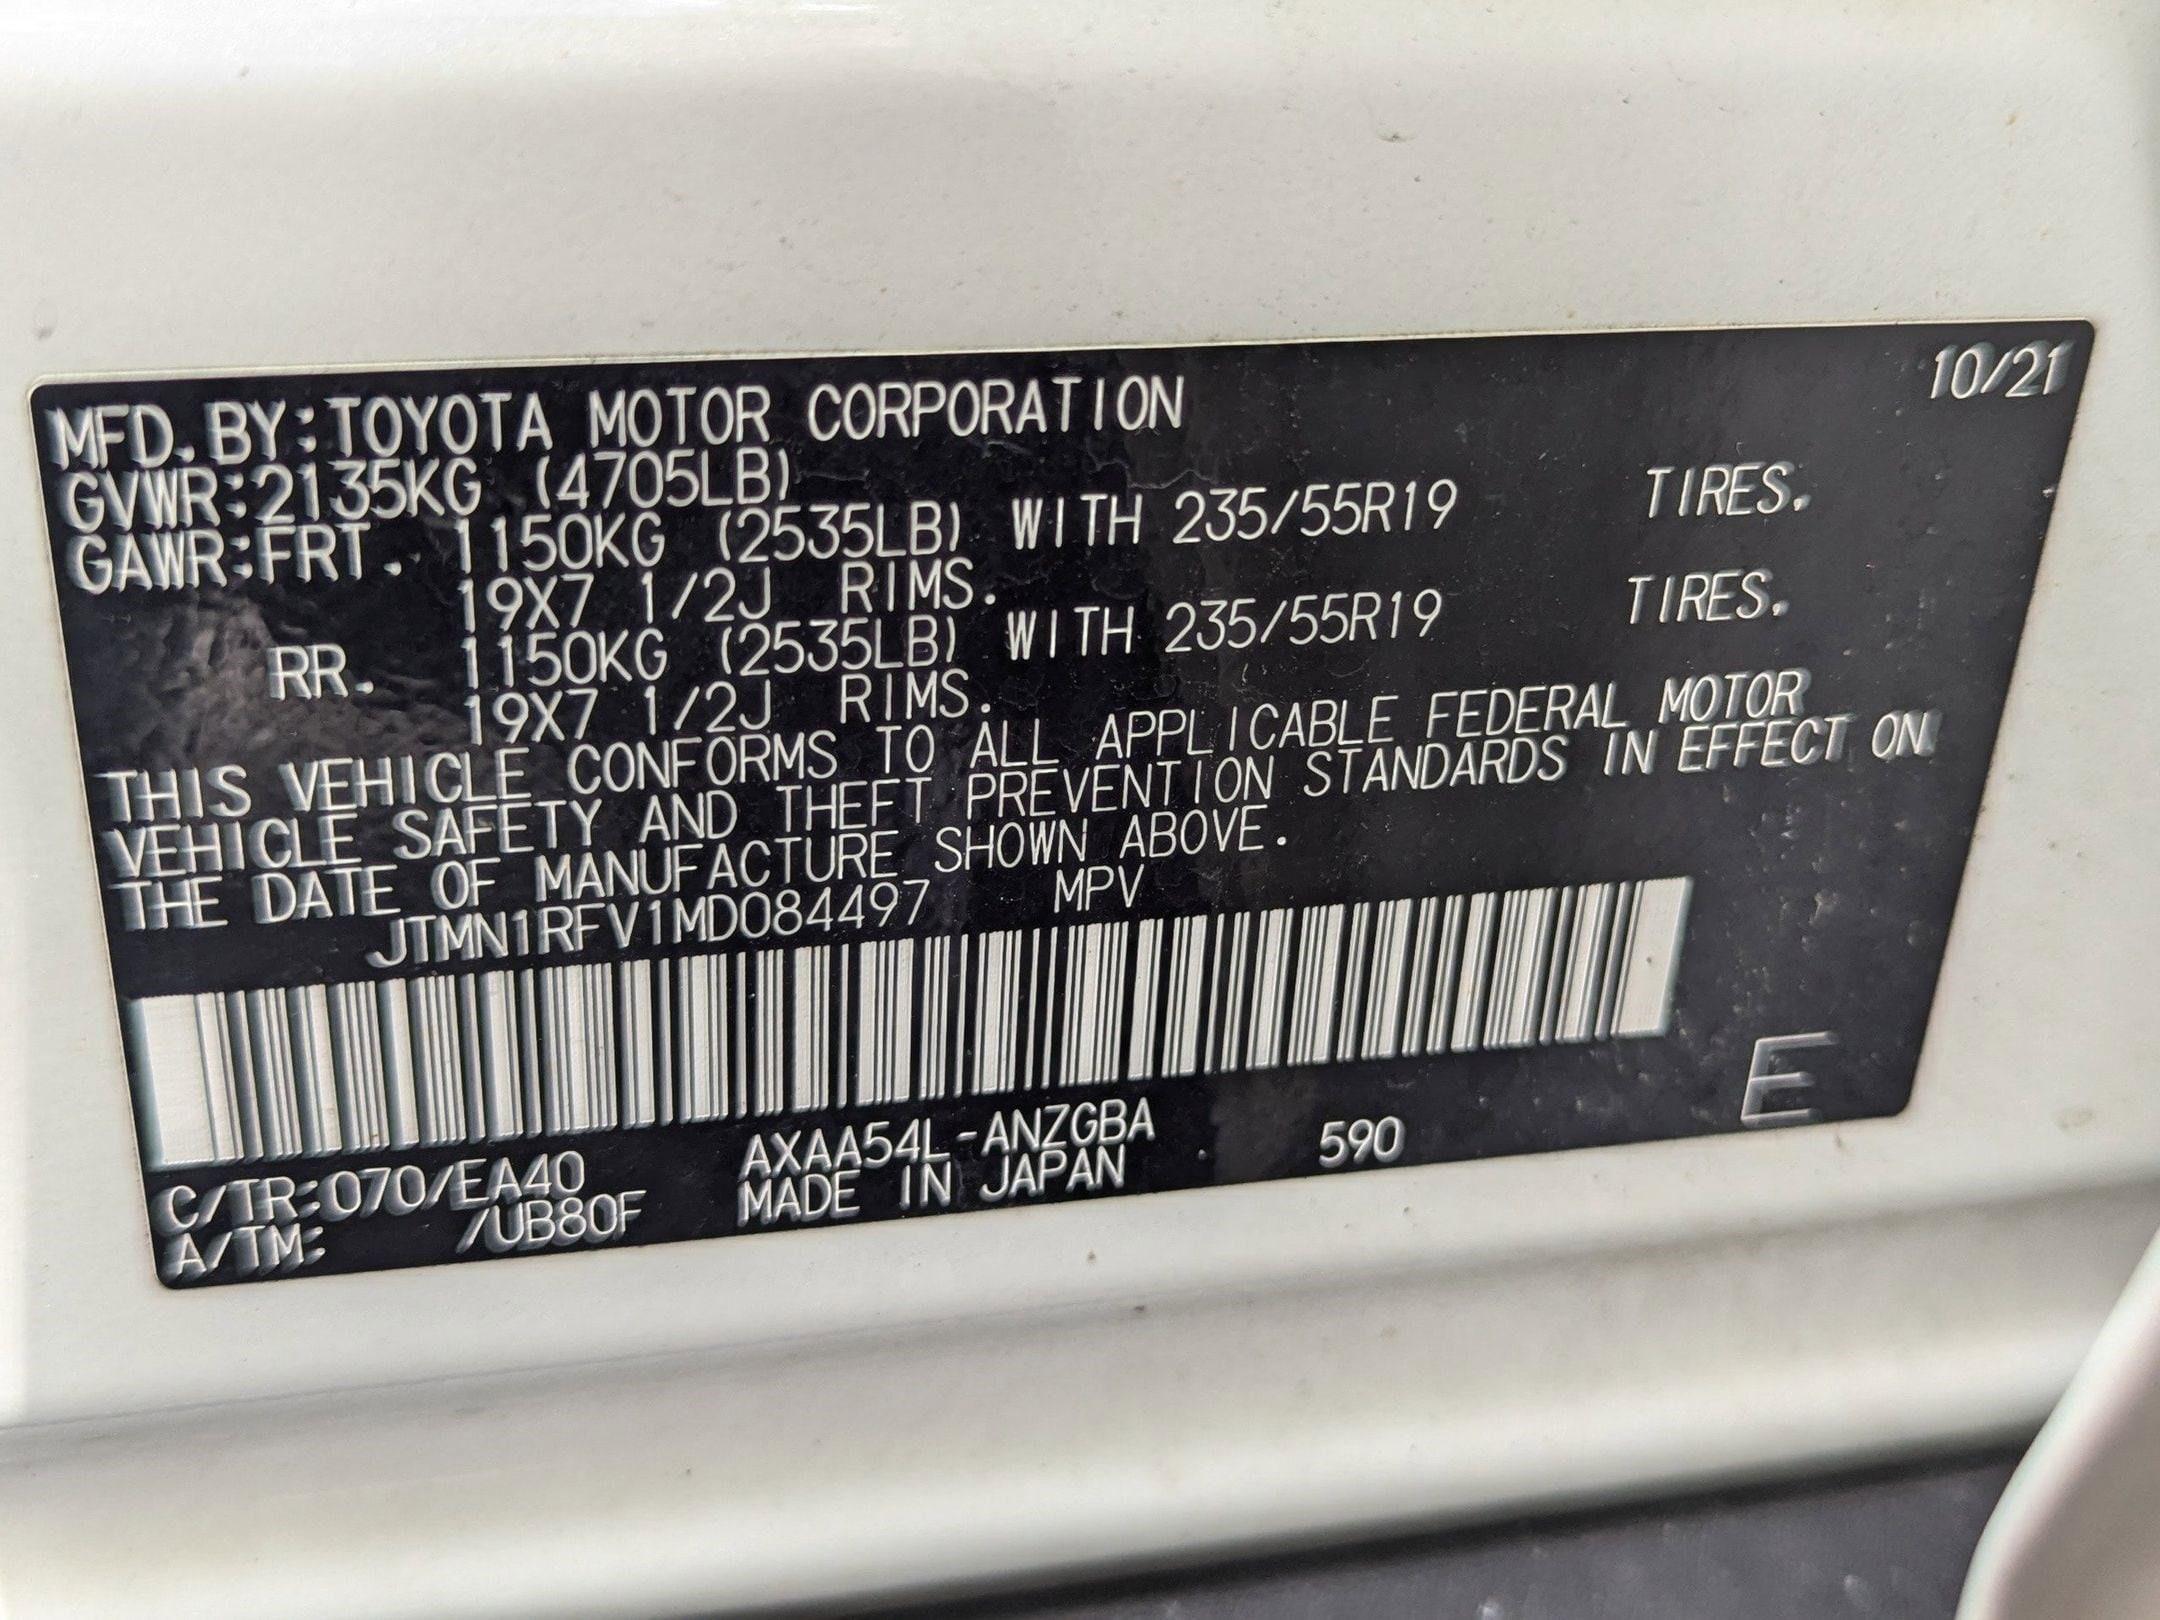 10/21
MFD. BY:TOYOTA MOTOR CORPORATION
GVWR:2135KG (4705LB)
GAWR:FRT. 1150KG (2535LB) WITH 235/55R19 TIRES.
19X7 1/2J RIMS.
RR. 1150KG (2535LB) WITH 235/55R19 TIRES.
19X7 1/2J RIMS.
THIS VEHICLE CONFORMS TO ALL APPLICABLE FEDERAL MOTOR
VEHICLE SAFETY AND THEFT PREVENTION STANDARDS IN EFFECT ON
THE DATE OF MANUFACTURE SHOWN ABOVE.
JTMN1RFV1MD084497 MPV
E
C/TR:070/EA40 AXAA54L-ANZGBA 590
A/TM: /UB80F MADE IN JAPAN